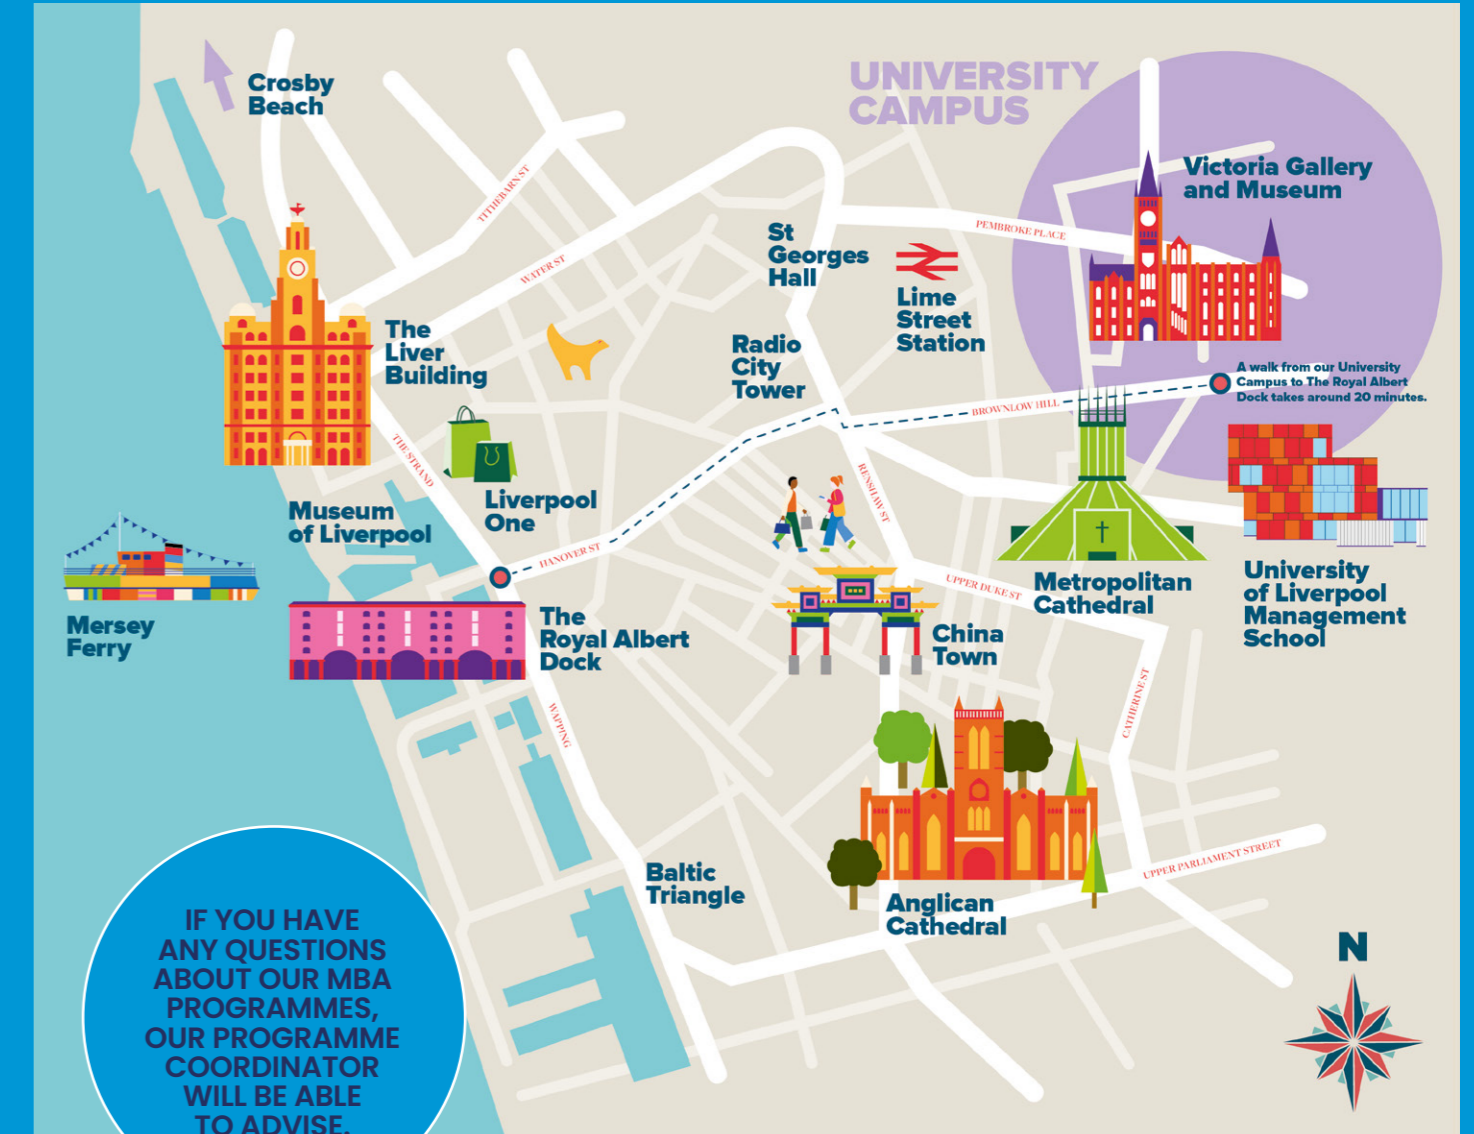 Crosby
Beach
UNIVERSITY
CAMPUS
Victoria Gallery
and Museum
TITHEBARN ST
St
Georges
Hall
PEMBROKE PLACE
WATER ST
Lime
Street
Station
The
Liver
Building
Radio
City
Tower
A walk from our University
Campus to The Royal Albert
Dock takes around 20 minutes.
BROWNLOW HILL
THE STRAND
RENSHAW ST
Liverpool
One
Museum
of Liverpool
HANOVER ST
Mersey
Ferry
The
Royal Albert
Dock
UPPER DUKE ST
Metropolitan
Cathedral
University
of Liverpool
Management
School
China
Town
WAPPING
CATHERINE ST
UPPER PARLIAMENT STREET
Baltic
Triangle
Anglican
Cathedral
N
IF YOU HAVE
ANY QUESTIONS
ABOUT OUR MBA
PROGRAMMES,
OUR PROGRAMME
COORDINATOR
WILL BE ABLE
TO ADVISE.